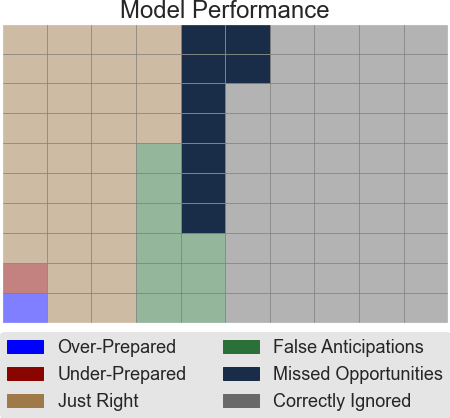 Model Performance
Over-Prepared
False Anticipations
Under-Prepared
Missed Opportunities
Just Right
Correctly Ignored